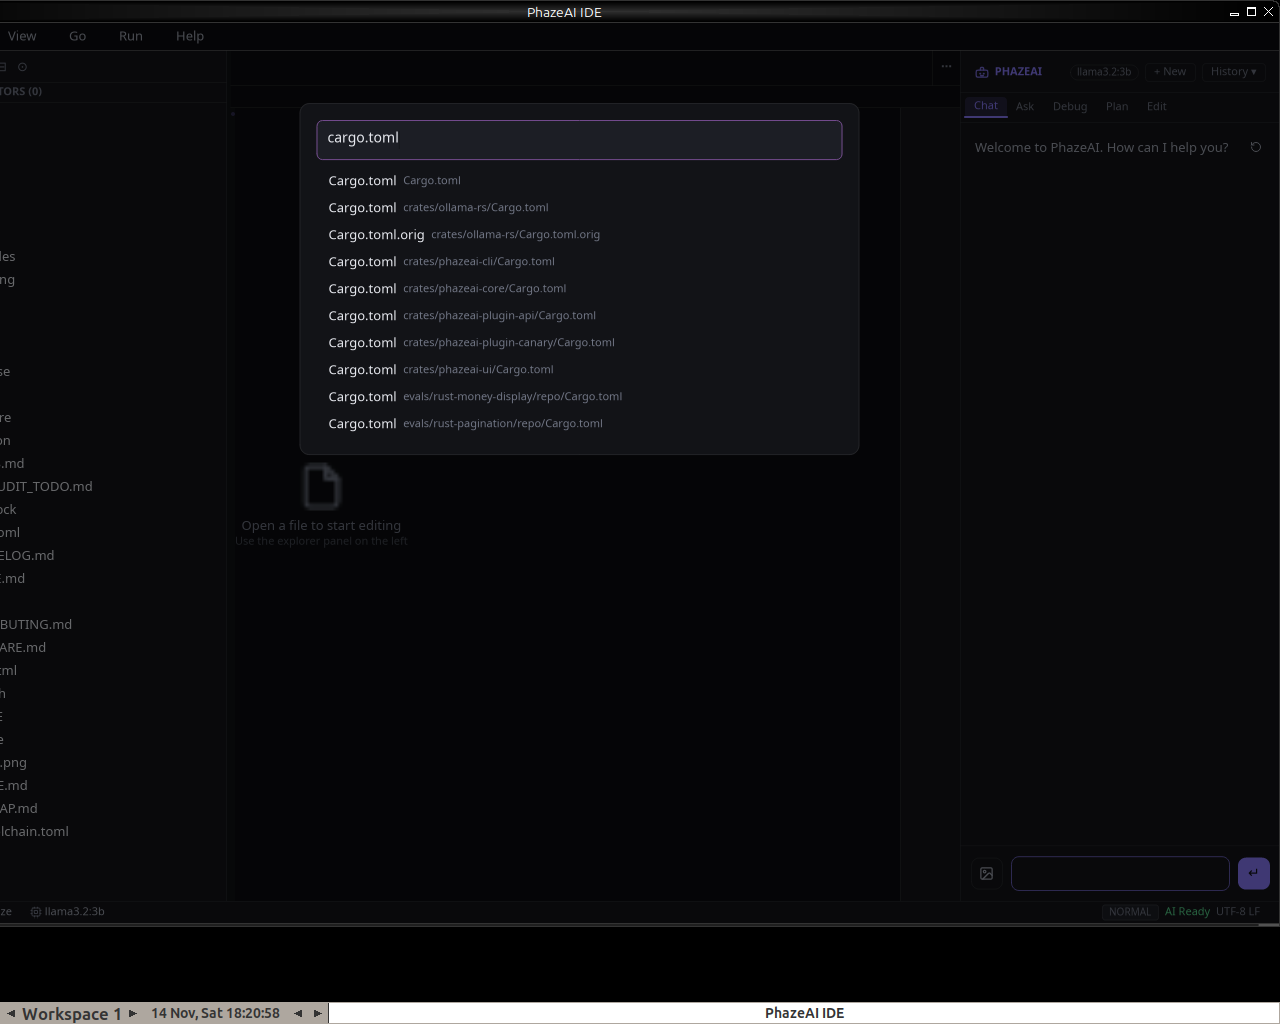 PhazeAI IDE
View Go Run Help
TORS (0)
PHAZEAI llama3.2:3b + New History ▾
Chat Ask Debug Plan Edit
Welcome to PhazeAI. How can I help you?
cargo.toml
Cargo.toml Cargo.toml
Cargo.toml crates/ollama-rs/Cargo.toml
Cargo.toml.orig crates/ollama-rs/Cargo.toml.orig
Cargo.toml crates/phazeai-cli/Cargo.toml
Cargo.toml crates/phazeai-core/Cargo.toml
Cargo.toml crates/phazeai-plugin-api/Cargo.toml
Cargo.toml crates/phazeai-plugin-canary/Cargo.toml
Cargo.toml crates/phazeai-ui/Cargo.toml
Cargo.toml evals/rust-money-display/repo/Cargo.toml
Cargo.toml evals/rust-pagination/repo/Cargo.toml
les
ng
se
re
on
.md
UDIT_TODO.md
ock
oml
ELOG.md
E.md
BUTING.md
ARE.md
tml
h
E
e
.png
E.md
AP.md
lchain.toml
Open a file to start editing
Use the explorer panel on the left
ze llama3.2:3b NORMAL AI Ready UTF-8 LF
Workspace 1 14 Nov, Sat 18:20:58 PhazeAI IDE